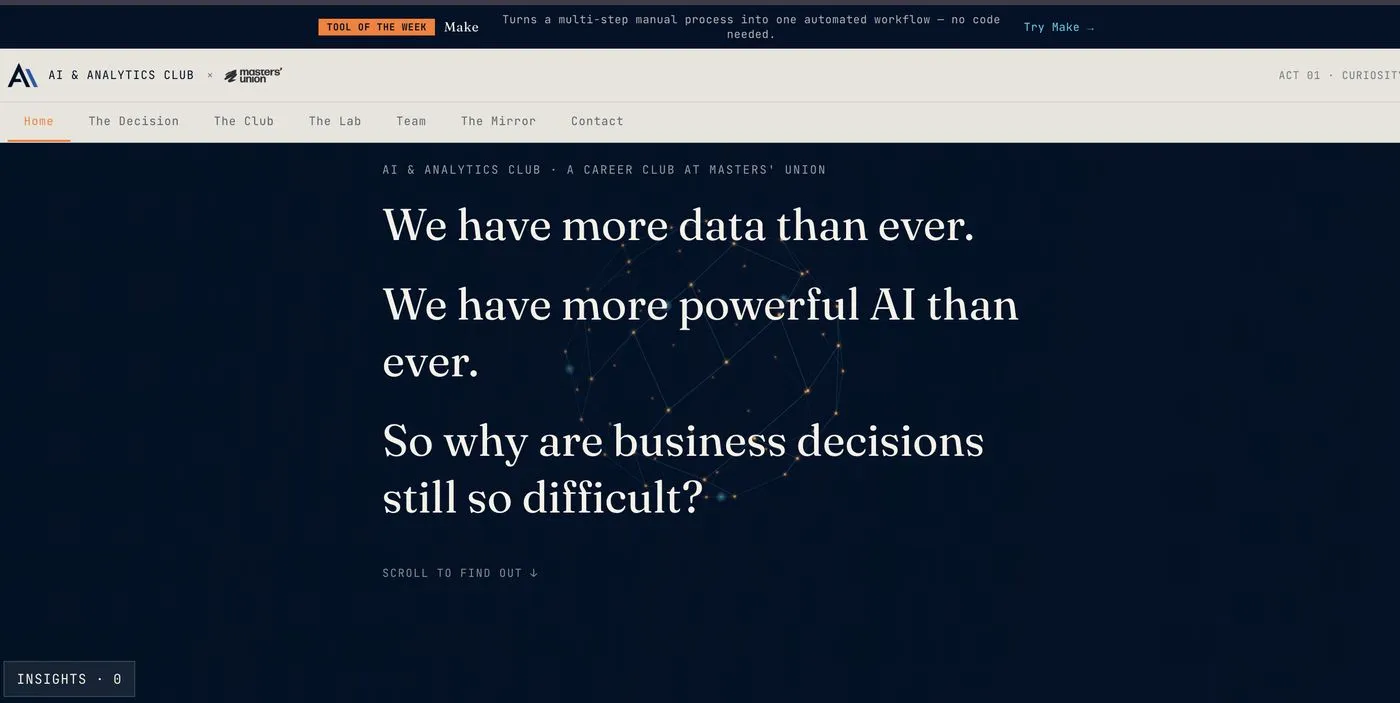 TOOL OF THE WEEK Make Turns a multi-step manual process into one automated workflow — no code
needed. Try Make →
AI & ANALYTICS CLUB × masters' union ACT 01 · CURIOSIT
Home The Decision The Club The Lab Team The Mirror Contact
AI & ANALYTICS CLUB · A CAREER CLUB AT MASTERS' UNION
We have more data than ever.
We have more powerful AI than
ever.
So why are business decisions
still so difficult?
SCROLL TO FIND OUT ↓
INSIGHTS · 0